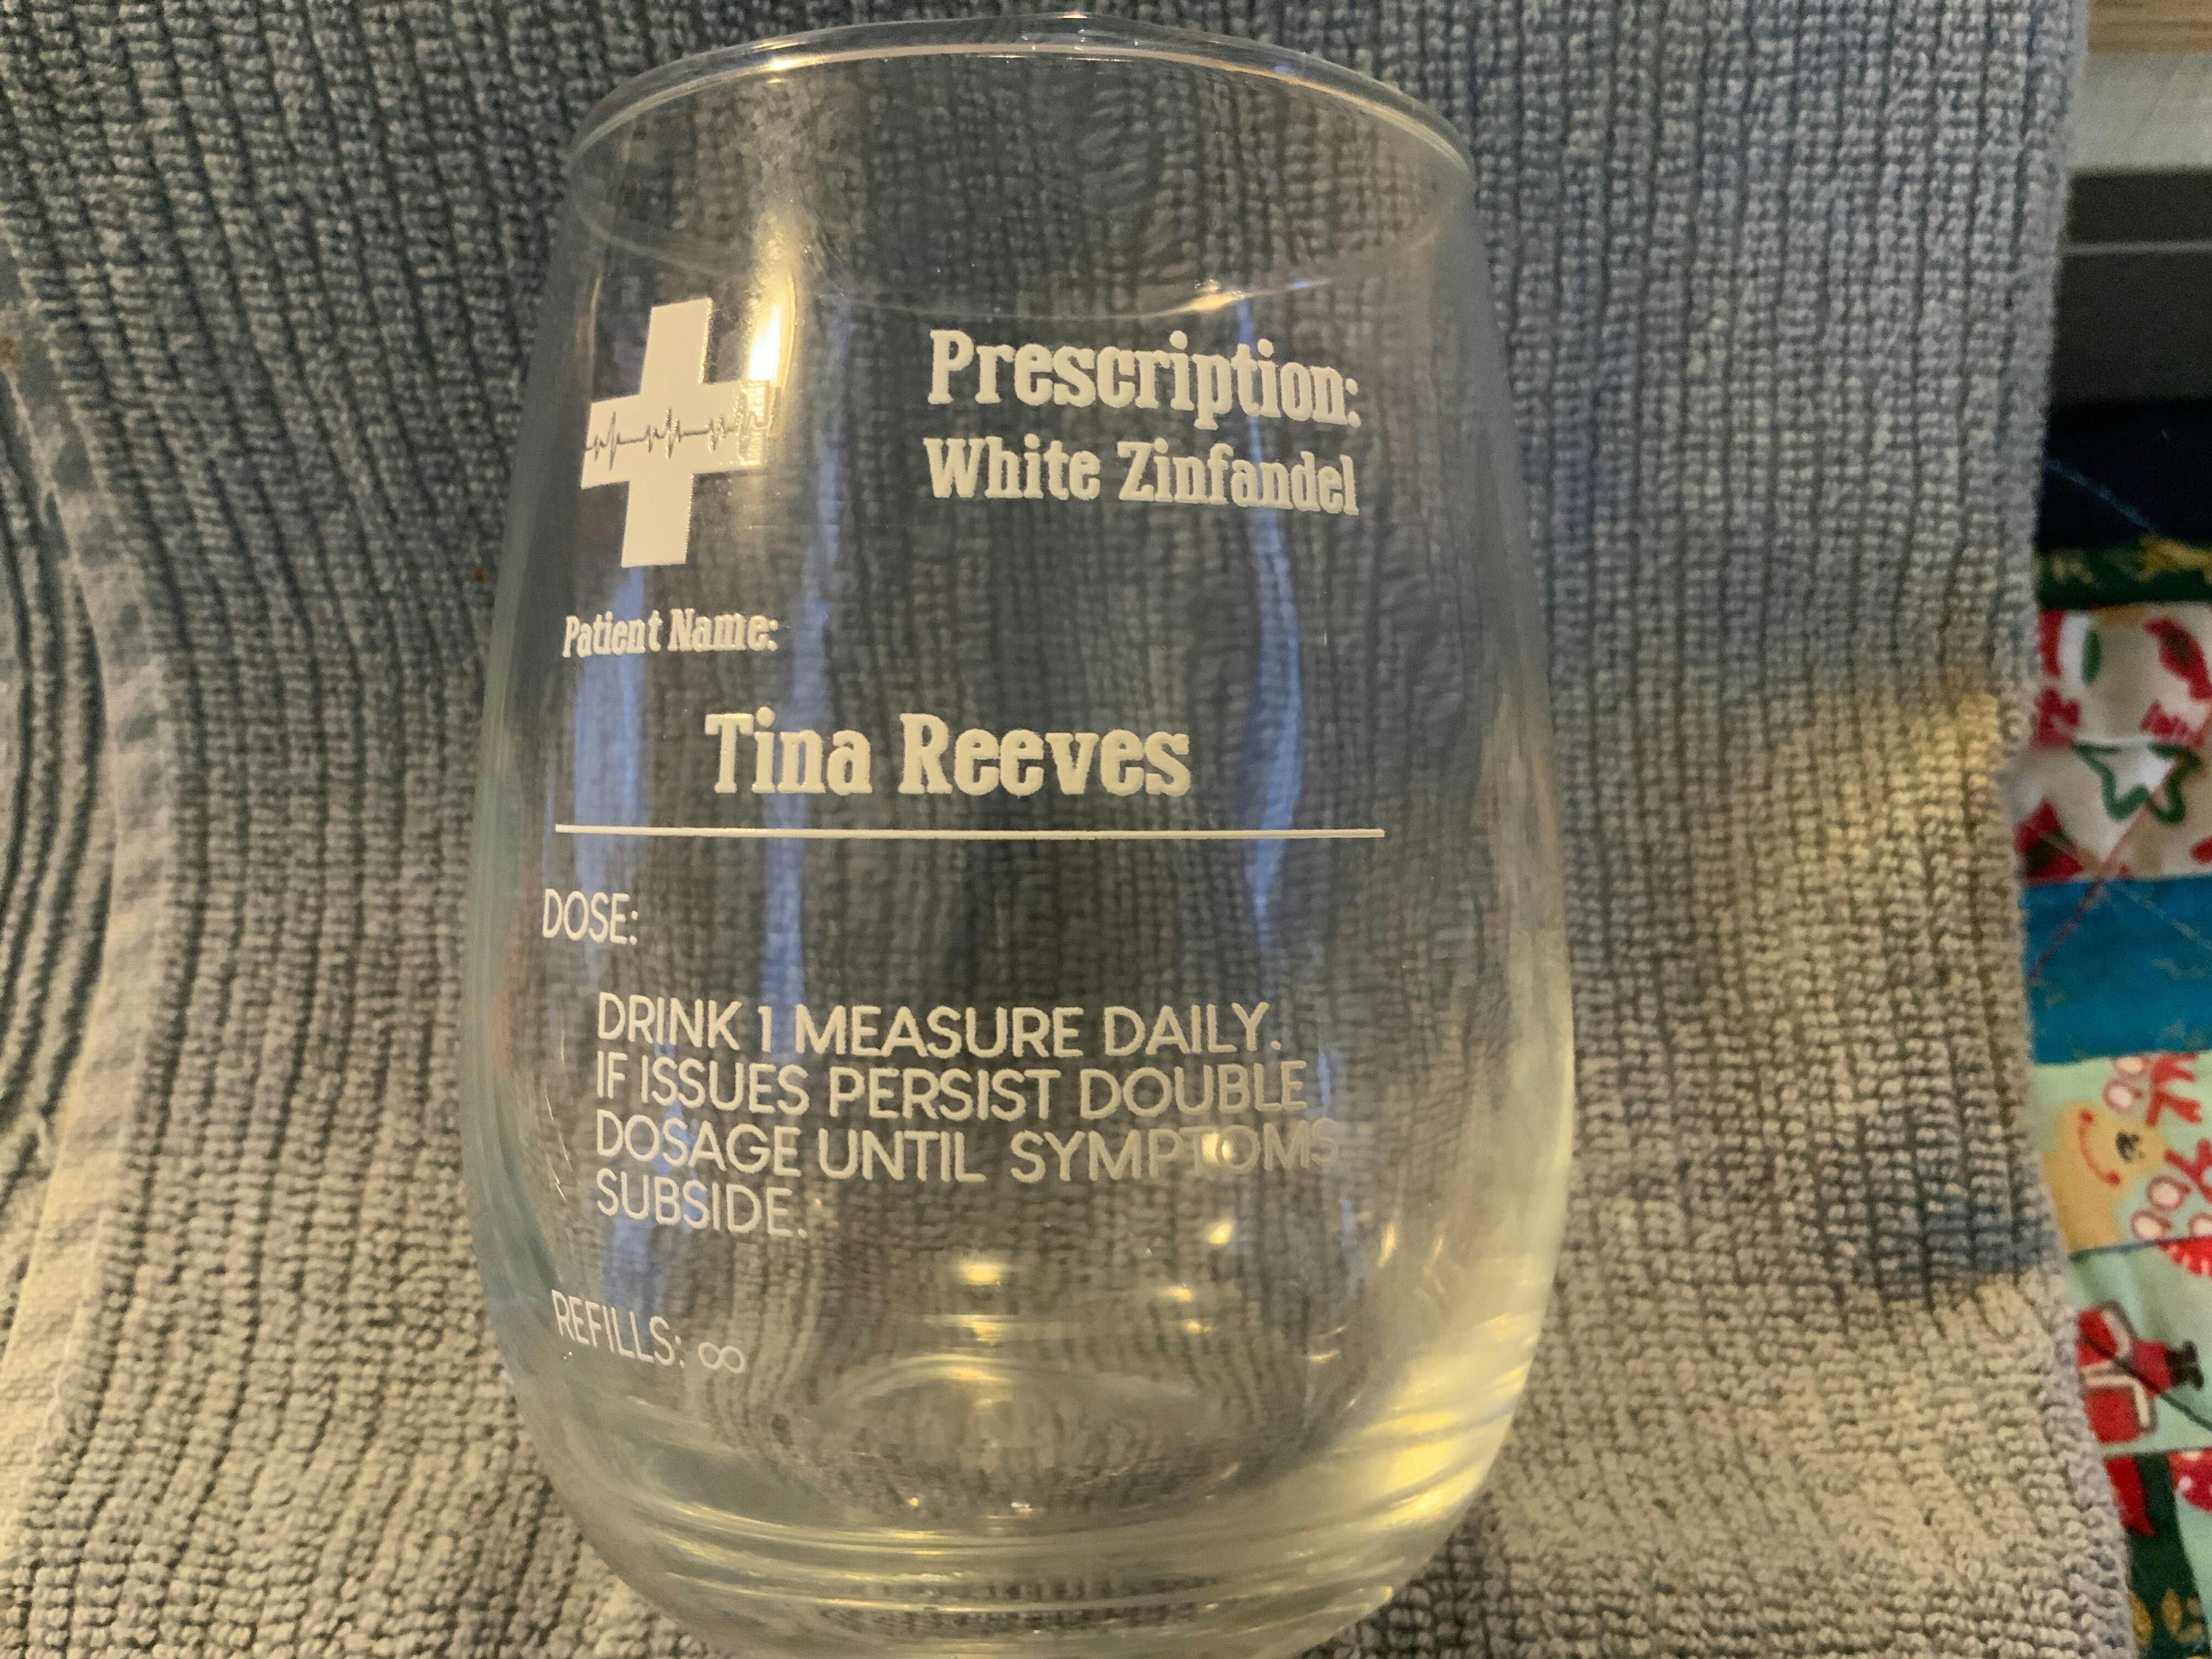 Prescription:
White Zinfandel
Patient Name:
Tina Reeves
DOSE:
DRINK 1 MEASURE DAILY.
IF ISSUES PERSIST DOUBLE
DOSAGE UNTIL SYMPTOMS
SUBSIDE.
REFILLS: ∞